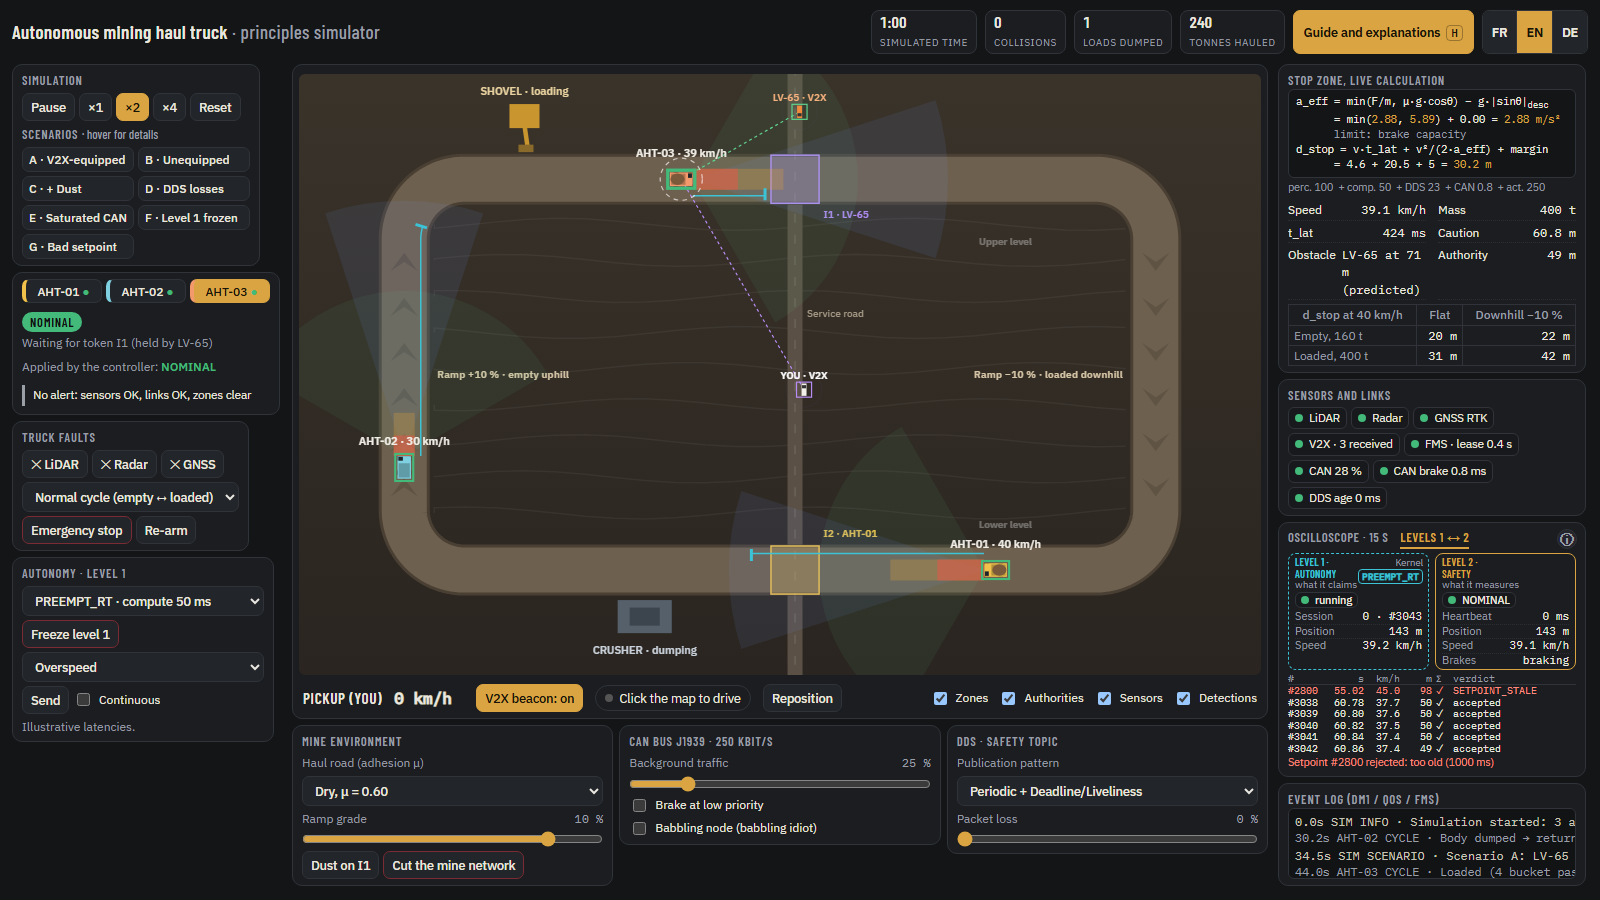 Autonomous mining haul truck · principles simulator
1:00
SIMULATED TIME
0
COLLISIONS
1
LOADS DUMPED
240
TONNES HAULED
Guide and explanations H
FR EN DE
SIMULATION
Pause ×1 ×2 ×4 Reset
SCENARIOS · hover for details
A · V2X-equipped B · Unequipped
C · + Dust D · DDS losses
E · Saturated CAN F · Level 1 frozen
G · Bad setpoint
AHT-01 AHT-02 AHT-03
NOMINAL
Waiting for token I1 (held by LV-65)
Applied by the controller: NOMINAL
No alert: sensors OK, links OK, zones clear
TRUCK FAULTS
✕ LiDAR ✕ Radar ✕ GNSS
Normal cycle (empty ↔ loaded)
Emergency stop Re-arm
AUTONOMY · LEVEL 1
PREEMPT_RT · compute 50 ms
Freeze level 1
Overspeed
Send Continuous
Illustrative latencies.
SHOVEL · loading
LV-65 · V2X
AHT-03 · 39 km/h
I1 · LV-65
Upper level
Service road
YOU · V2X
Ramp +10 % · empty uphill
Ramp −10 % · loaded downhill
AHT-02 · 30 km/h
Lower level
I2 · AHT-01
AHT-01 · 40 km/h
CRUSHER · dumping
PICKUP (YOU) 0 km/h
V2X beacon: on
Click the map to drive
Reposition
Zones Authorities Sensors Detections
MINE ENVIRONMENT
Haul road (adhesion μ)
Dry, μ = 0.60
Ramp grade 10 %
Dust on I1 Cut the mine network
CAN BUS J1939 · 250 KBIT/S
Background traffic 25 %
Brake at low priority
Babbling node (babbling idiot)
DDS · SAFETY TOPIC
Publication pattern
Periodic + Deadline/Liveliness
Packet loss 0 %
STOP ZONE, LIVE CALCULATION
a_eff = min(F/m, μ·g·cosθ) − g·|sinθ|desc
= min(2.88, 5.89) + 0.00 = 2.88 m/s²
limit: brake capacity
d_stop = v·t_lat + v²/(2·a_eff) + margin
= 4.6 + 20.5 + 5 = 30.2 m
perc. 100 + comp. 50 + DDS 23 + CAN 0.8 + act. 250
Speed 39.1 km/h Mass 400 t
t_lat 424 ms Caution 60.8 m
Obstacle LV-65 at 71 m (predicted) Authority 49 m
d_stop at 40 km/h Flat Downhill −10 %
Empty, 160 t 20 m 22 m
Loaded, 400 t 31 m 42 m
SENSORS AND LINKS
LiDAR Radar GNSS RTK
V2X · 3 received FMS · lease 0.4 s
CAN 28 % CAN brake 0.8 ms
DDS age 0 ms
OSCILLOSCOPE · 15 S LEVELS 1 ↔ 2
LEVEL 1 · AUTONOMY
what it claims
Kernel
PREEMPT_RT
running
Session 0 · #3043
Position 143 m
Speed 39.2 km/h
LEVEL 2 · SAFETY
what it measures
NOMINAL
Heartbeat 0 ms
Position 143 m
Speed 39.1 km/h
Brakes braking
# s km/h m Σ verdict
#2800 55.02 45.0 98 ✓ SETPOINT_STALE
#3038 60.78 37.7 50 ✓ accepted
#3039 60.80 37.6 50 ✓ accepted
#3040 60.82 37.5 50 ✓ accepted
#3041 60.84 37.4 50 ✓ accepted
#3042 60.86 37.4 49 ✓ accepted
Setpoint #2800 rejected: too old (1000 ms)
EVENT LOG (DM1 / QOS / FMS)
0.0s SIM INFO · Simulation started: 3 a
30.2s AHT-02 CYCLE · Body dumped → return
34.5s SIM SCENARIO · Scenario A: LV-65
44.0s AHT-03 CYCLE · Loaded (4 bucket pas